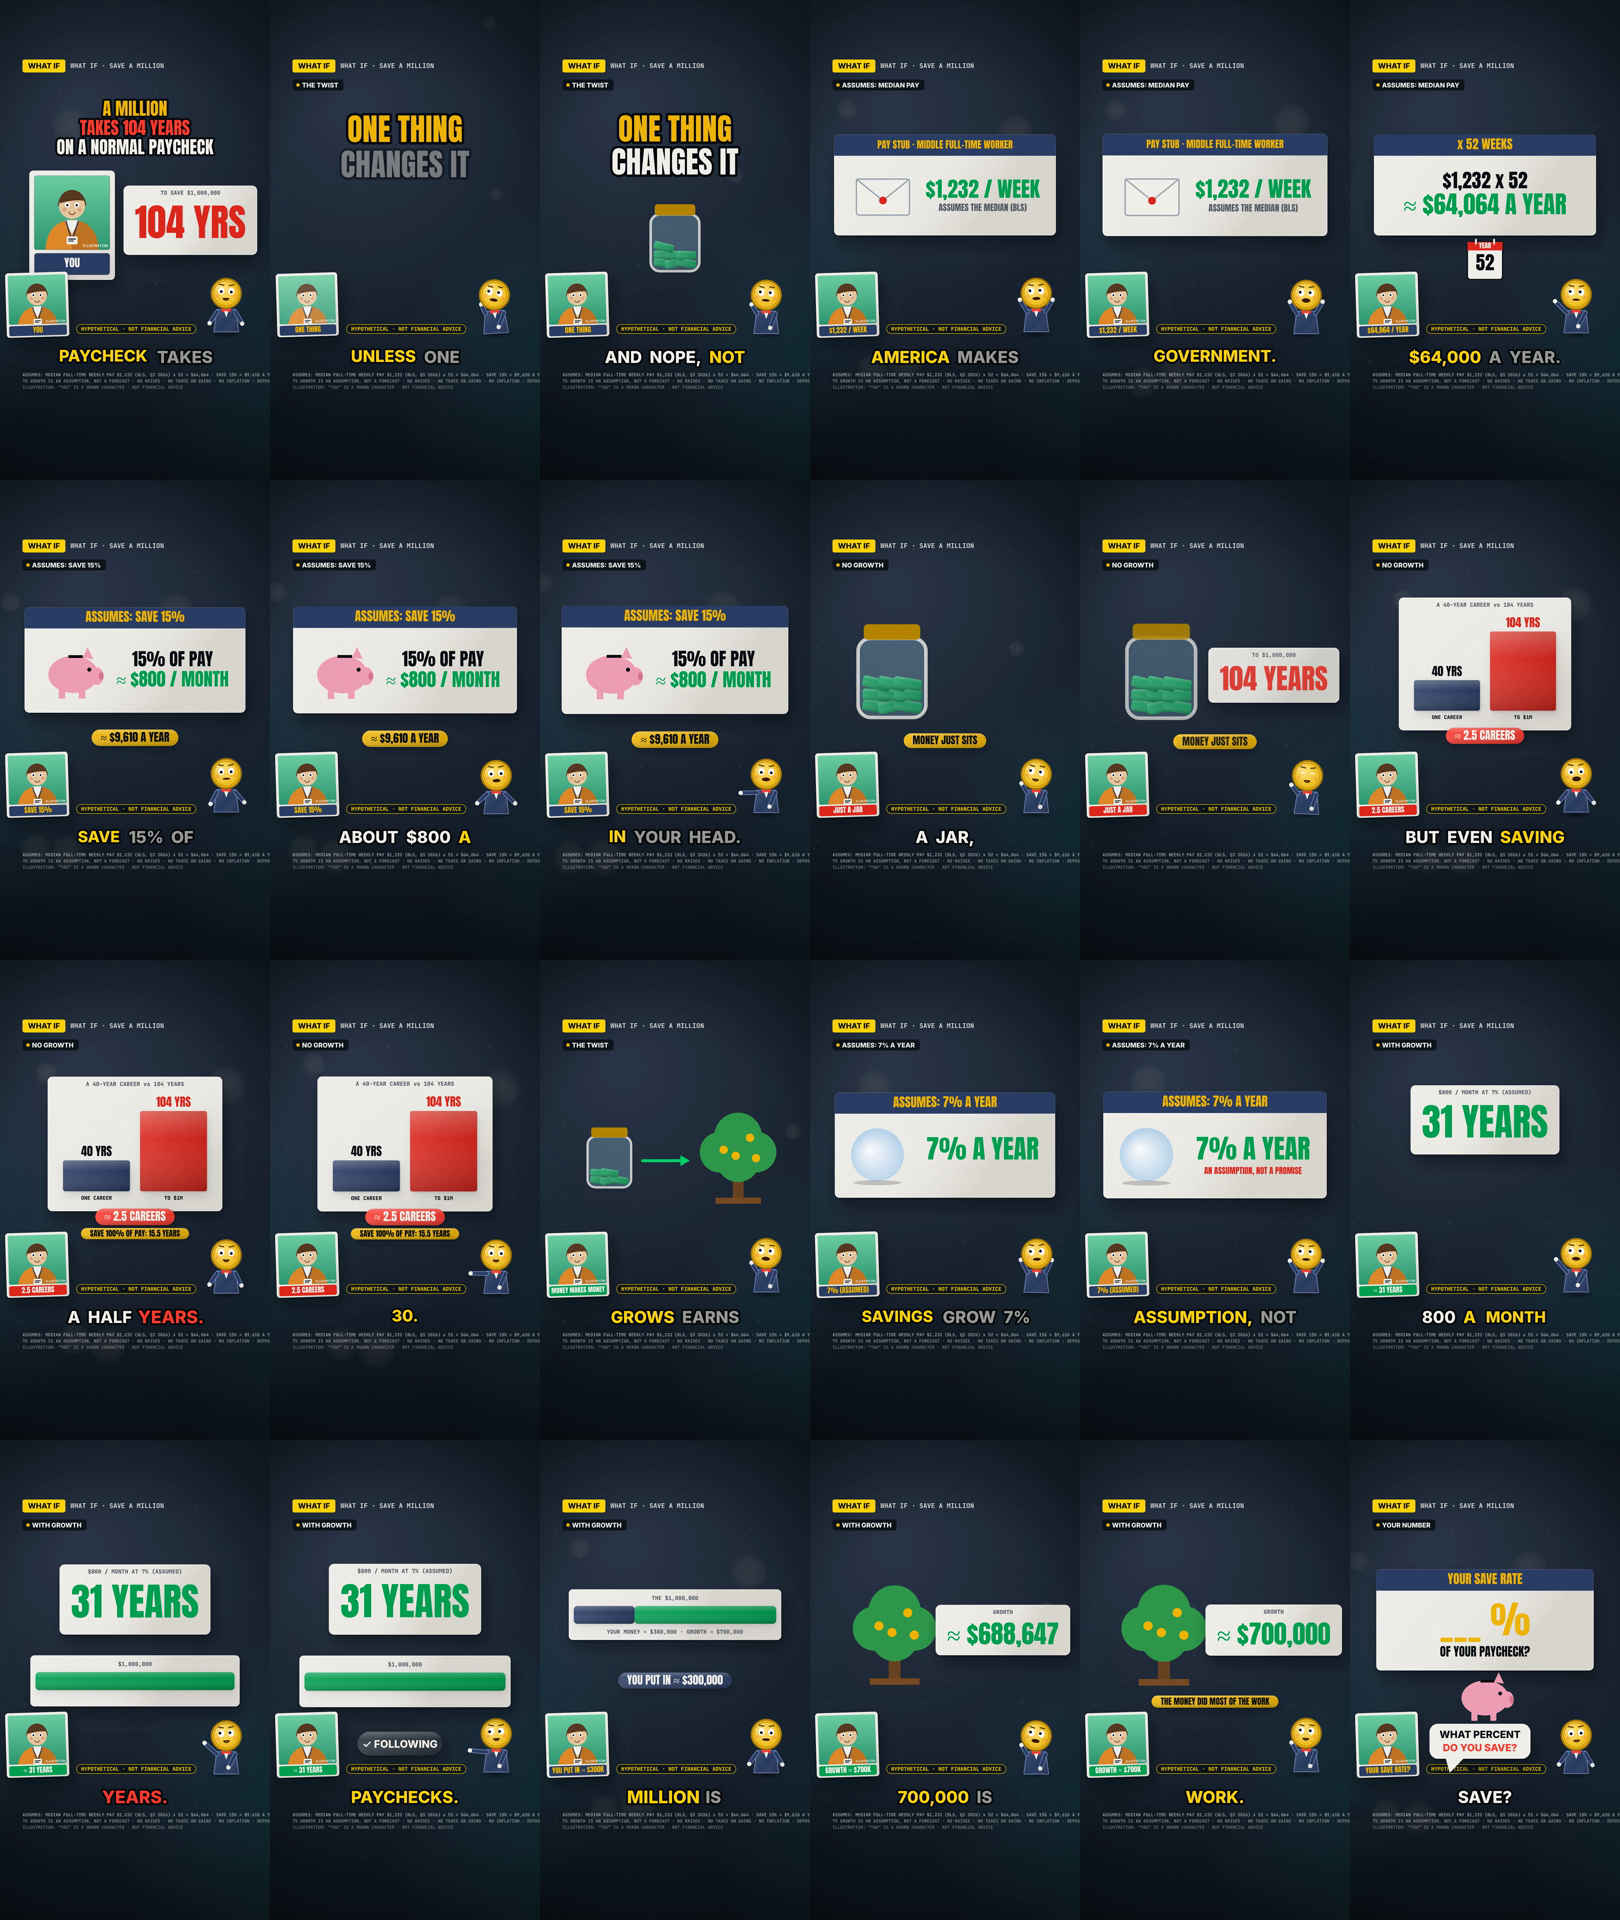 WHAT IF WHAT IF · SAVE A MILLION
A MILLION
TAKES 104 YEARS
ON A NORMAL PAYCHECK
TO SAVE $1,000,000
104 YRS
ILLUSTRATION
YOU
YOU
HYPOTHETICAL · NOT FINANCIAL ADVICE
PAYCHECK TAKES
WHAT IF WHAT IF · SAVE A MILLION
THE TWIST
ONE THING
CHANGES IT
ONE THING
HYPOTHETICAL · NOT FINANCIAL ADVICE
UNLESS ONE
WHAT IF WHAT IF · SAVE A MILLION
THE TWIST
ONE THING
CHANGES IT
ONE THING
HYPOTHETICAL · NOT FINANCIAL ADVICE
AND NOPE, NOT
WHAT IF WHAT IF · SAVE A MILLION
ASSUMES: MEDIAN PAY
PAY STUB · MIDDLE FULL-TIME WORKER
$1,232 / WEEK
ASSUMES THE MEDIAN (BLS)
$1,232 / WEEK
HYPOTHETICAL · NOT FINANCIAL ADVICE
AMERICA MAKES
WHAT IF WHAT IF · SAVE A MILLION
ASSUMES: MEDIAN PAY
PAY STUB · MIDDLE FULL-TIME WORKER
$1,232 / WEEK
ASSUMES THE MEDIAN (BLS)
$1,232 / WEEK
HYPOTHETICAL · NOT FINANCIAL ADVICE
GOVERNMENT.
WHAT IF WHAT IF · SAVE A MILLION
ASSUMES: MEDIAN PAY
X 52 WEEKS
$1,232 X 52
≈ $64,064 A YEAR
YEAR
52
$64,064 / YEAR
HYPOTHETICAL · NOT FINANCIAL ADVICE
$64,000 A YEAR.
WHAT IF WHAT IF · SAVE A MILLION
ASSUMES: SAVE 15%
ASSUMES: SAVE 15%
15% OF PAY
≈ $800 / MONTH
≈ $9,610 A YEAR
SAVE 15%
HYPOTHETICAL · NOT FINANCIAL ADVICE
SAVE 15% OF
WHAT IF WHAT IF · SAVE A MILLION
ASSUMES: SAVE 15%
ASSUMES: SAVE 15%
15% OF PAY
≈ $800 / MONTH
≈ $9,610 A YEAR
SAVE 15%
HYPOTHETICAL · NOT FINANCIAL ADVICE
ABOUT $800 A
WHAT IF WHAT IF · SAVE A MILLION
ASSUMES: SAVE 15%
ASSUMES: SAVE 15%
15% OF PAY
≈ $800 / MONTH
≈ $9,610 A YEAR
SAVE 15%
HYPOTHETICAL · NOT FINANCIAL ADVICE
IN YOUR HEAD.
WHAT IF WHAT IF · SAVE A MILLION
NO GROWTH
MONEY JUST SITS
JUST A JAR
HYPOTHETICAL · NOT FINANCIAL ADVICE
A JAR,
WHAT IF WHAT IF · SAVE A MILLION
NO GROWTH
TO $1,000,000
104 YEARS
MONEY JUST SITS
JUST A JAR
HYPOTHETICAL · NOT FINANCIAL ADVICE
WHAT IF WHAT IF · SAVE A MILLION
NO GROWTH
A 40-YEAR CAREER vs 104 YEARS
104 YRS
40 YRS
ONE CAREER TO $1M
≈ 2.5 CAREERS
2.5 CAREERS
HYPOTHETICAL · NOT FINANCIAL ADVICE
BUT EVEN SAVING
WHAT IF WHAT IF · SAVE A MILLION
NO GROWTH
A 40-YEAR CAREER vs 104 YEARS
104 YRS
40 YRS
ONE CAREER TO $1M
≈ 2.5 CAREERS
SAVE 100% OF PAY: 15.5 YEARS
2.5 CAREERS
HYPOTHETICAL · NOT FINANCIAL ADVICE
A HALF YEARS.
WHAT IF WHAT IF · SAVE A MILLION
NO GROWTH
A 40-YEAR CAREER vs 104 YEARS
104 YRS
40 YRS
ONE CAREER TO $1M
≈ 2.5 CAREERS
SAVE 100% OF PAY: 15.5 YEARS
2.5 CAREERS
HYPOTHETICAL · NOT FINANCIAL ADVICE
30.
WHAT IF WHAT IF · SAVE A MILLION
THE TWIST
MONEY MAKES MONEY
HYPOTHETICAL · NOT FINANCIAL ADVICE
GROWS EARNS
WHAT IF WHAT IF · SAVE A MILLION
ASSUMES: 7% A YEAR
ASSUMES: 7% A YEAR
7% A YEAR
7% (ASSUMED)
HYPOTHETICAL · NOT FINANCIAL ADVICE
SAVINGS GROW 7%
WHAT IF WHAT IF · SAVE A MILLION
ASSUMES: 7% A YEAR
ASSUMES: 7% A YEAR
7% A YEAR
AN ASSUMPTION, NOT A PROMISE
7% (ASSUMED)
HYPOTHETICAL · NOT FINANCIAL ADVICE
ASSUMPTION, NOT
WHAT IF WHAT IF · SAVE A MILLION
WITH GROWTH
$800 / MONTH AT 7% (ASSUMED)
31 YEARS
≈ 31 YEARS
HYPOTHETICAL · NOT FINANCIAL ADVICE
800 A MONTH
WHAT IF WHAT IF · SAVE A MILLION
WITH GROWTH
$800 / MONTH AT 7% (ASSUMED)
31 YEARS
$1,000,000
≈ 31 YEARS
HYPOTHETICAL · NOT FINANCIAL ADVICE
YEARS.
WHAT IF WHAT IF · SAVE A MILLION
WITH GROWTH
$800 / MONTH AT 7% (ASSUMED)
31 YEARS
$1,000,000
✓ FOLLOWING
≈ 31 YEARS
HYPOTHETICAL · NOT FINANCIAL ADVICE
PAYCHECKS.
WHAT IF WHAT IF · SAVE A MILLION
WITH GROWTH
THE $1,000,000
YOUR MONEY ≈ $300,000 · GROWTH ≈ $700,000
YOU PUT IN ≈ $300,000
YOU PUT IN ≈ $300K
HYPOTHETICAL · NOT FINANCIAL ADVICE
MILLION IS
WHAT IF WHAT IF · SAVE A MILLION
WITH GROWTH
GROWTH
≈ $688,647
GROWTH ≈ $700K
HYPOTHETICAL · NOT FINANCIAL ADVICE
700,000 IS
WHAT IF WHAT IF · SAVE A MILLION
WITH GROWTH
GROWTH
≈ $700,000
THE MONEY DID MOST OF THE WORK
GROWTH ≈ $700K
HYPOTHETICAL · NOT FINANCIAL ADVICE
WORK.
WHAT IF WHAT IF · SAVE A MILLION
YOUR NUMBER
YOUR SAVE RATE
___%
OF YOUR PAYCHECK?
WHAT PERCENT
DO YOU SAVE?
YOUR SAVE RATE?
SAVE?